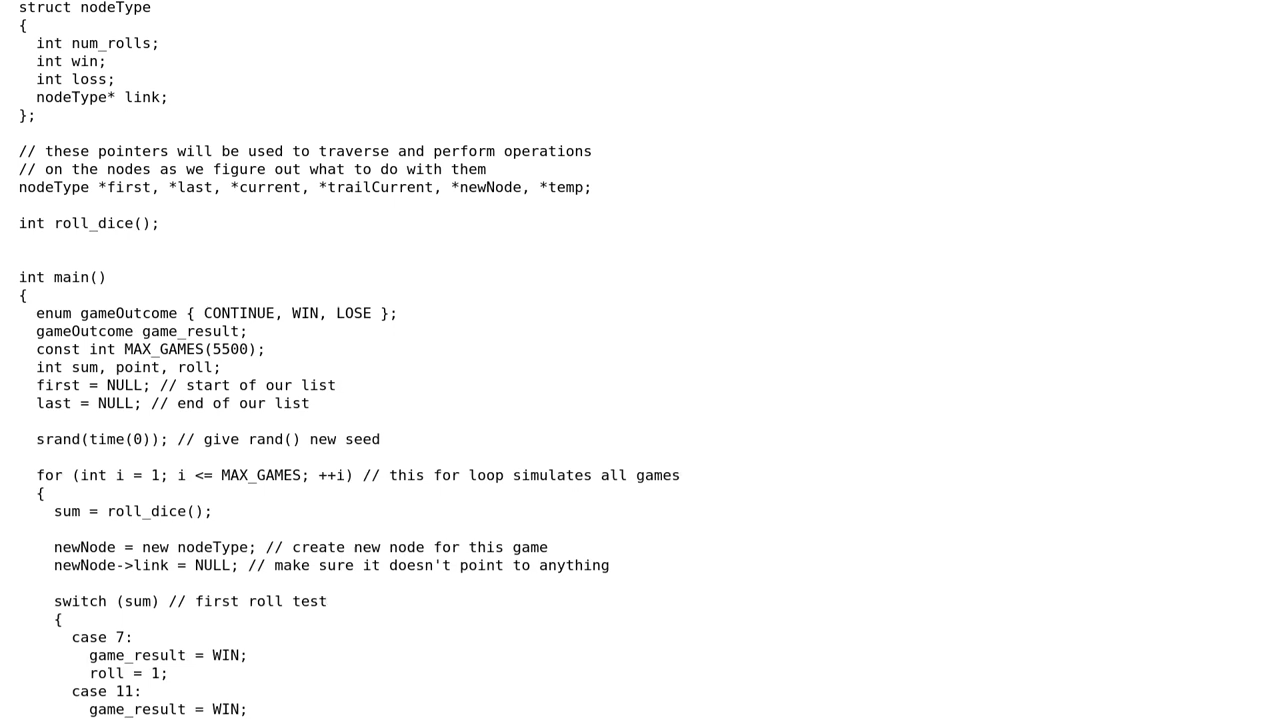 struct nodeType
{
  int num_rolls;
  int win;
  int loss;
  nodeType* link;
};

// these pointers will be used to traverse and perform operations
// on the nodes as we figure out what to do with them
nodeType *first, *last, *current, *trailCurrent, *newNode, *temp;

int roll_dice();


int main()
{
  enum gameOutcome { CONTINUE, WIN, LOSE };
  gameOutcome game_result;
  const int MAX_GAMES(5500);
  int sum, point, roll;
  first = NULL; // start of our list
  last = NULL; // end of our list

  srand(time(0)); // give rand() new seed

  for (int i = 1; i <= MAX_GAMES; ++i) // this for loop simulates all games
  {
    sum = roll_dice();

    newNode = new nodeType; // create new node for this game
    newNode->link = NULL; // make sure it doesn't point to anything

    switch (sum) // first roll test
    {
      case 7:
        game_result = WIN;
        roll = 1;
      case 11:
        game_result = WIN;